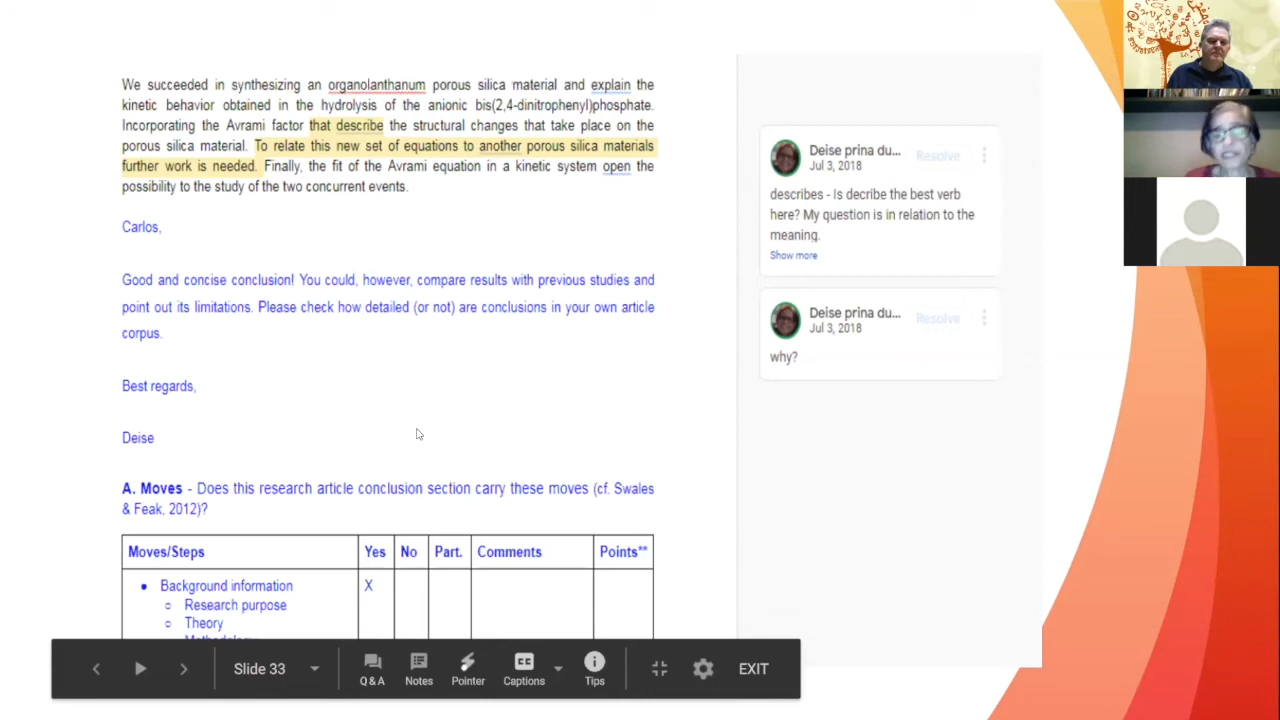 We succeeded in synthesizing an organolanthanum porous silica material and explain the
kinetic behavior obtained in the hydrolysis of the anionic bis(2,4-dinitrophenyl)phosphate.
Incorporating the Avrami factor that describe the structural changes that take place on the
porous silica material. To relate this new set of equations to another porous silica materials
further work is needed. Finally, the fit of the Avrami equation in a kinetic system open the
possibility to the study of the two concurrent events.
Carlos,
Good and concise conclusion! You could, however, compare results with previous studies and
point out its limitations. Please check how detailed (or not) are conclusions in your own article
corpus.
Best regards,
Deise
A. Moves - Does this research article conclusion section carry these moves (cf. Swales
& Feak, 2012)?
Moves/Steps Yes No Part. Comments Points**
• Background information X
○ Research purpose
○ Theory
Deise prina du...
Resolve
Jul 3, 2018
describes - Is decribe the best verb
here? My question is in relation to the
meaning.
Show more
Deise prina du...
Resolve
Jul 3, 2018
why?
Slide 33
Q & A
Notes
Pointer
CC
Captions
Tips
EXIT